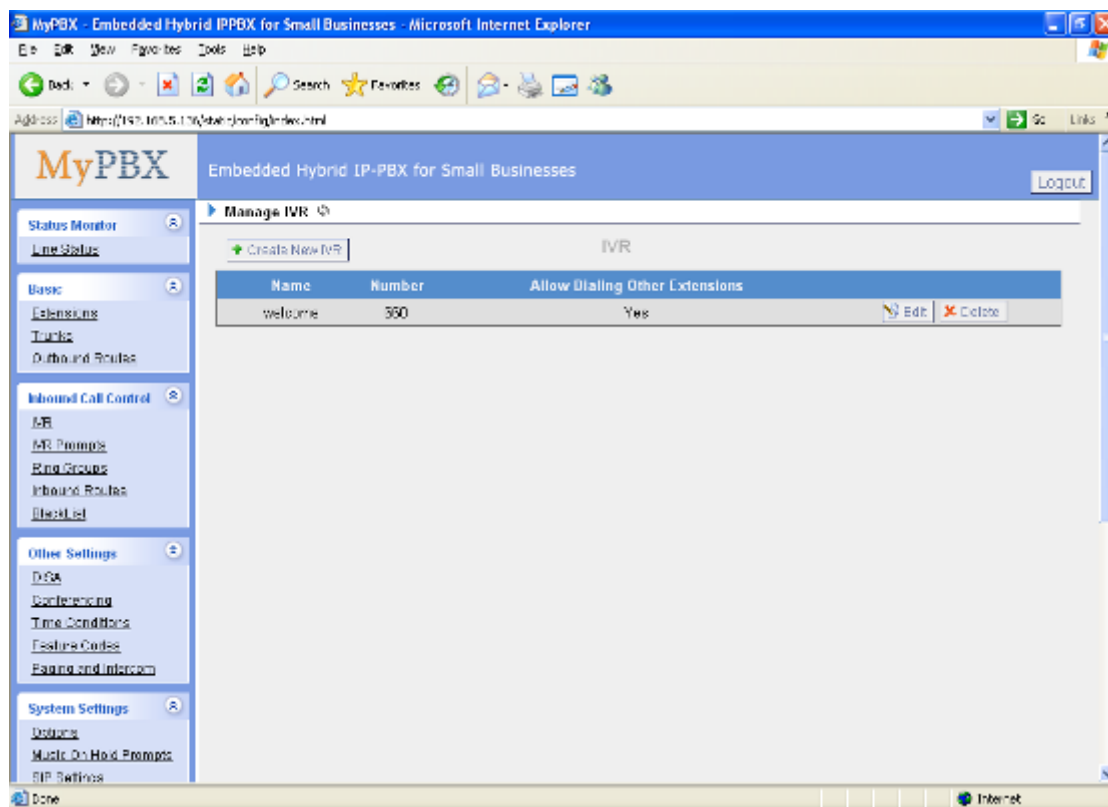 MyPBX - Embedded Hybrid IPPBX for Small Businesses - Microsoft Internet Explorer
File Edit View Favorites Tools Help
Back Search Favorites
Address /static/config/index.html Go Links
MyPBX
Embedded Hybrid IP-PBX for Small Businesses
Logout
Status Monitor
Line Status
Basic
Extensions
Trunks
Outbound Routes
Inbound Call Control
IVR
IVR Prompts
Ring Groups
Inbound Routes
BlackList
Other Settings
DISA
Conferencing
Time Conditions
Feature Codes
Paging and Intercom
System Settings
Options
Music On Hold Prompts
SIP Settings
Manage IVR
Create New IVR
IVR
Name Number Allow Dialing Other Extensions
welcome Yes Edit Delete
Done Internet